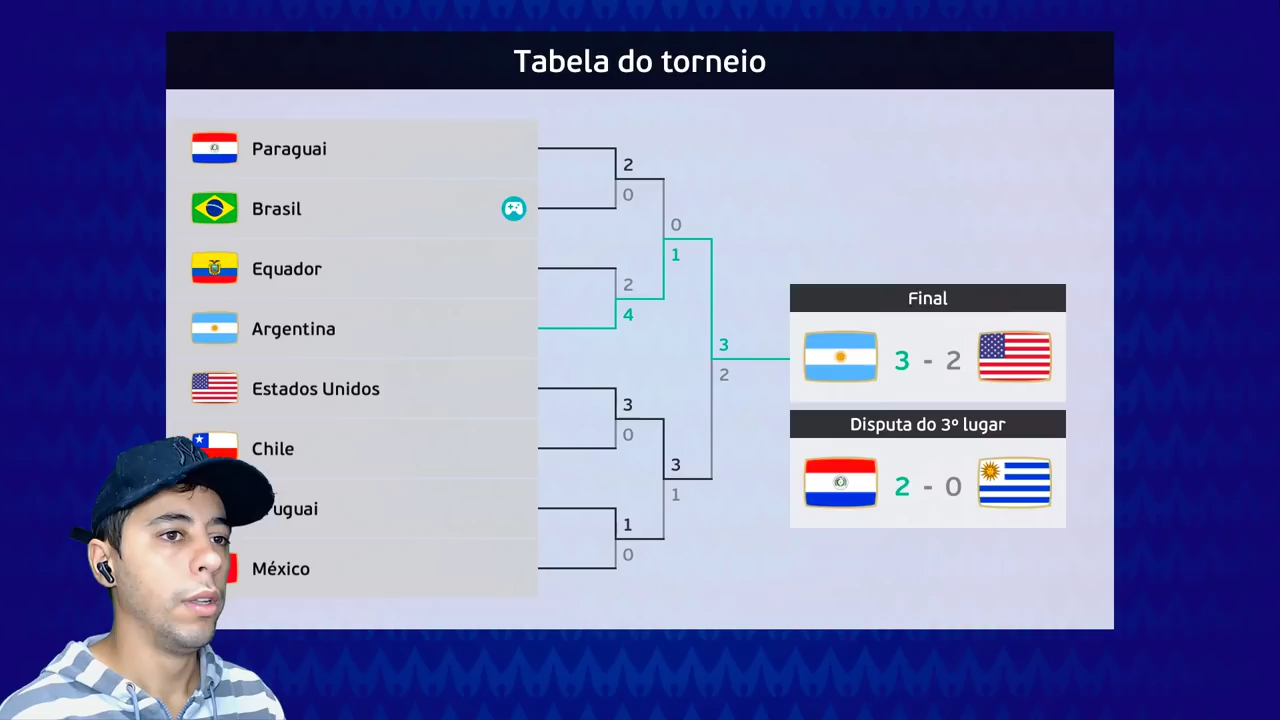 Tabela do torneio
Paraguai
Brasil
Equador
Argentina
Estados Unidos
Chile
México
2
0
2
4
3
0
1
0
0
1
3
1
3
2
Final
3 - 2
Disputa do 3º lugar
2 - 0